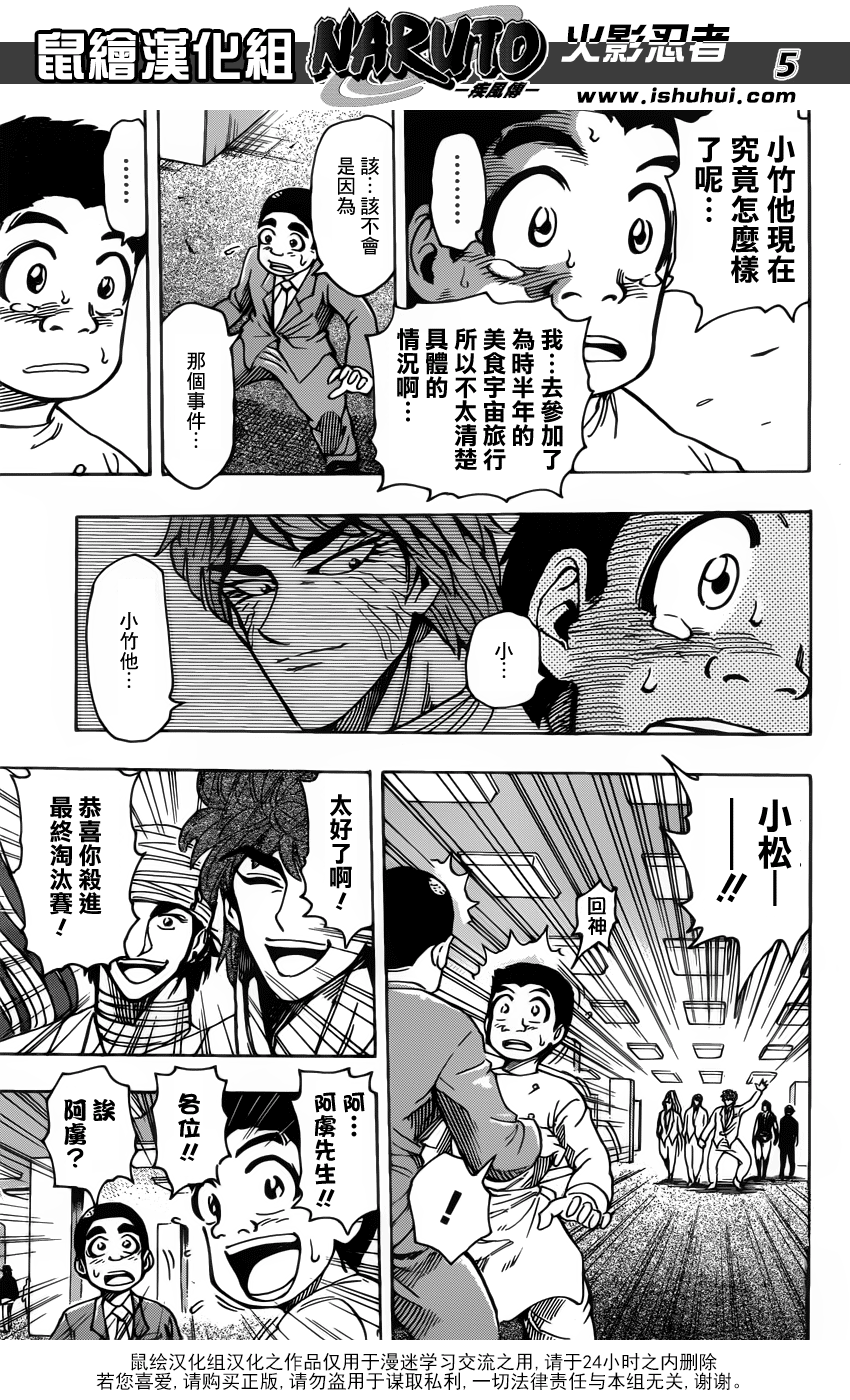 鼠繪漢化組
NARUTO
－疾風傳－
火影忍者
5
www.ishuhui.com
小竹他現在
究竟怎麼樣
了呢…
……
我…去參加了
為時半年的
美食宇宙旅行
所以不太清楚
具體的
情況啊…
該…該不會
是因為
那個事件…
……
小…
小竹他…
小松—
——!!
回神
!
太好了啊!
恭喜你殺進
最終淘汰賽!
阿…
阿虜先生!!
各位!!
誒
阿虜?
鼠绘汉化组汉化之作品仅用于漫迷学习交流之用,请于24小时之内删除
若您喜爱,请购买正版,请勿盗用于谋取私利,一切法律责任与本组无关,谢谢。